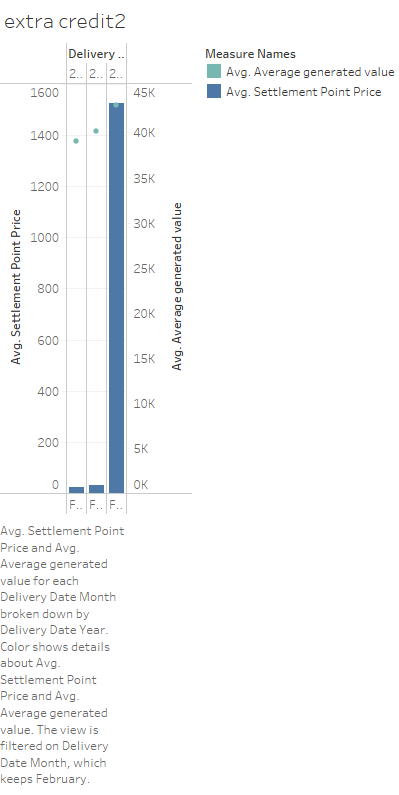 extra credit2
Delivery ..
2.. 2.. 2..
Measure Names
Avg. Average generated value
Avg. Settlement Point Price
1600
1400
1200
1000
800
600
400
200
0
Avg. Settlement Point Price
45K
40K
35K
30K
25K
20K
15K
10K
5K
0K
Avg. Average generated value
F.. F.. F..
Avg. Settlement Point
Price and Avg.
Average generated
value for each
Delivery Date Month
broken down by
Delivery Date Year.
Color shows details
about Avg.
Settlement Point
Price and Avg.
Average generated
value. The view is
filtered on Delivery
Date Month, which
keeps February.